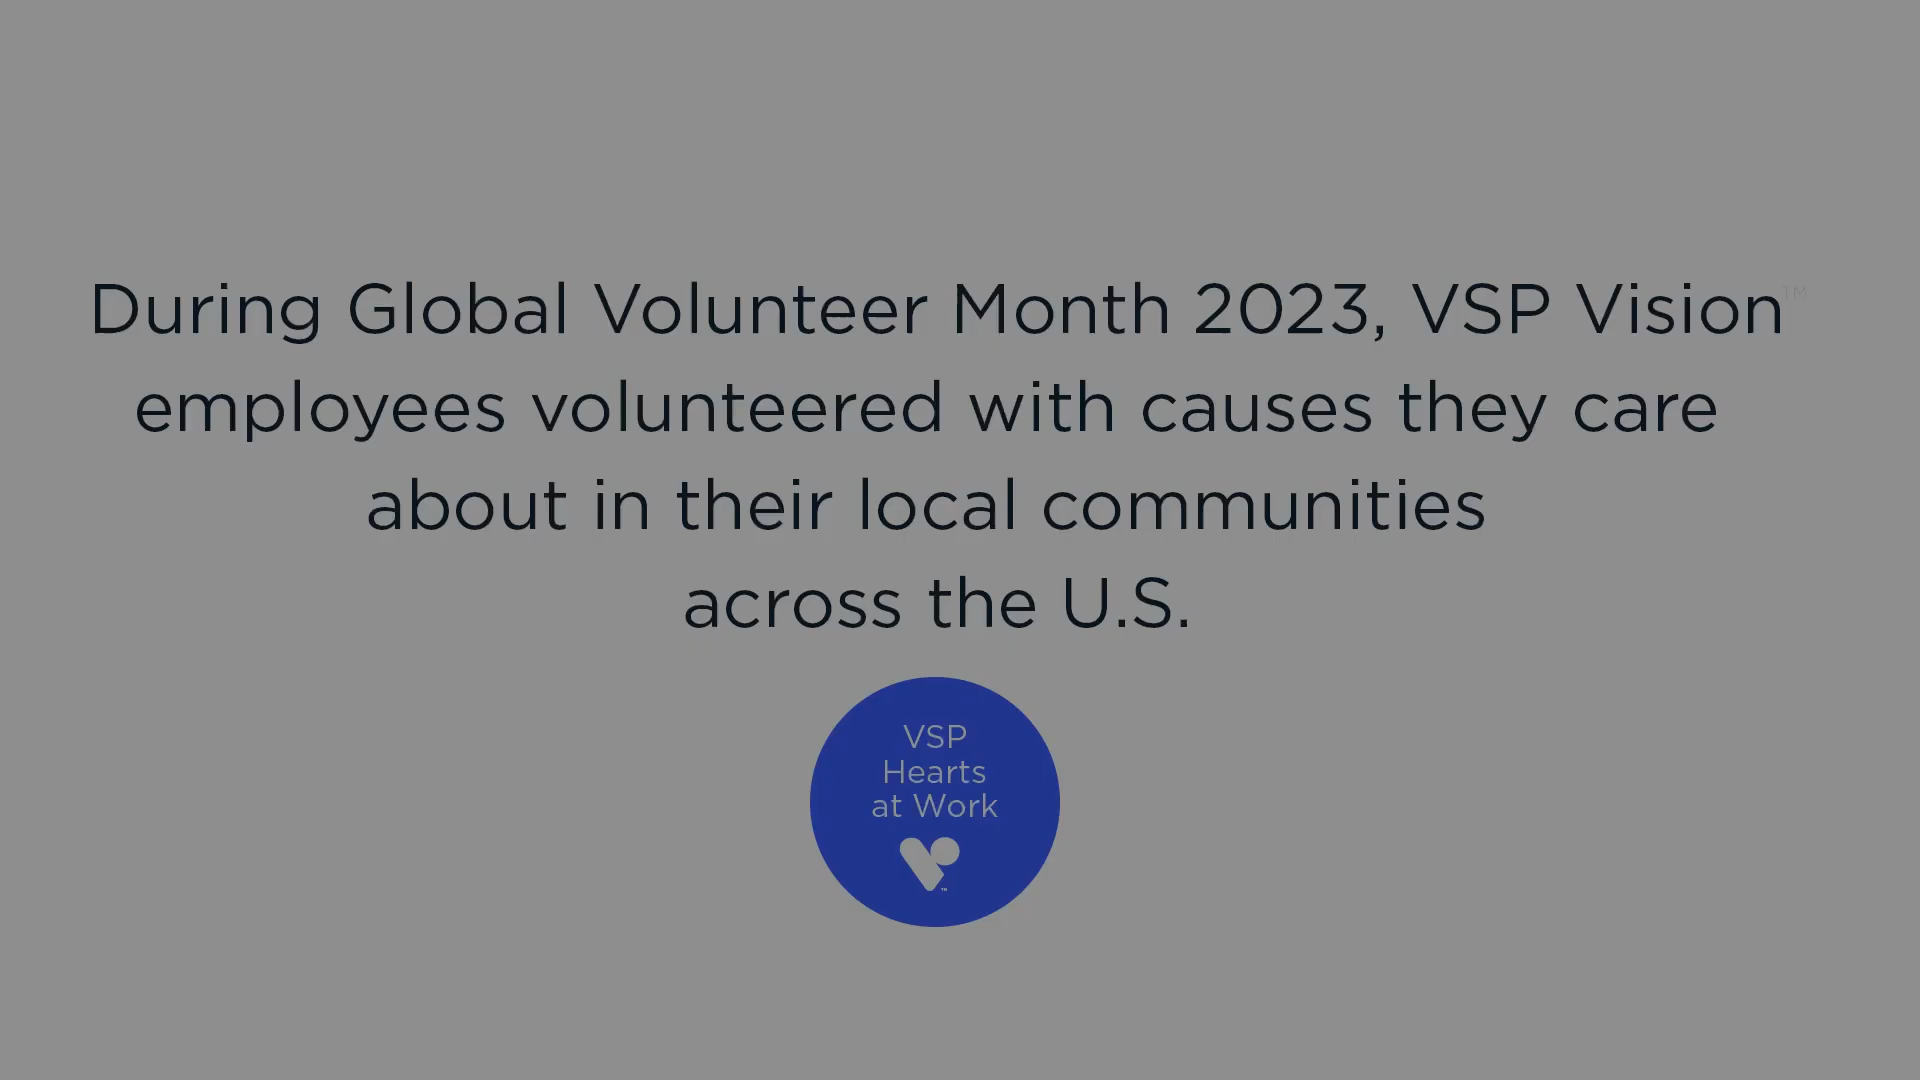 During Global Volunteer Month 2023, VSP Vision™
employees volunteered with causes they care
about in their local communities
across the U.S.
VSP
Hearts
at Work
™